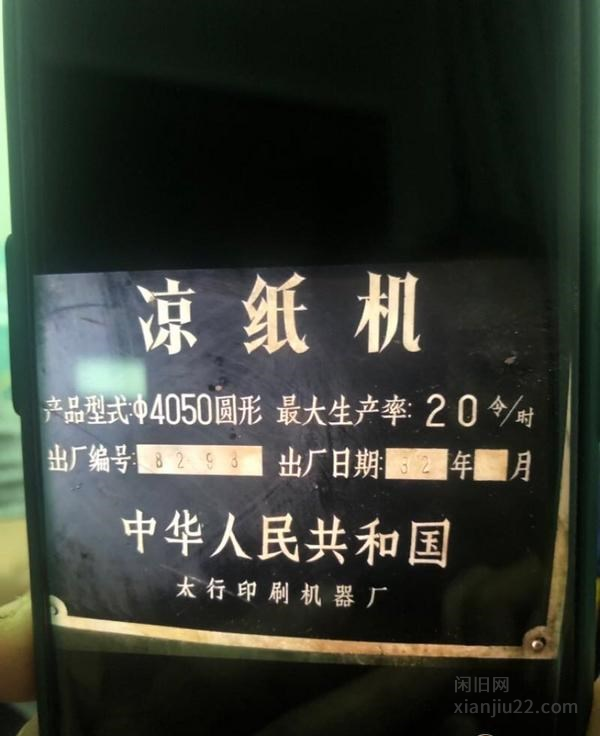 凉纸机
产品型式:Φ4050圆形 最大生产率:20令/时
出厂编号:82-93 出厂日期:年月
中华人民共和国
太行印刷机器厂
闲旧网
xianjiu22.com